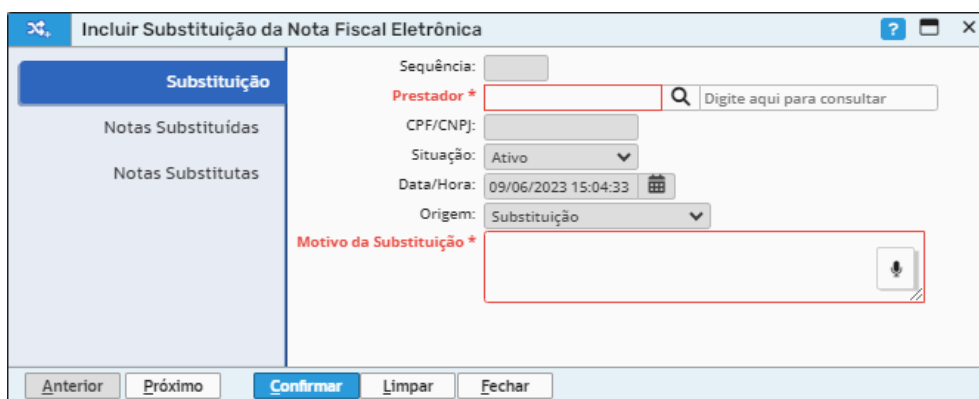 Incluir Substituição da Nota Fiscal Eletrônica ?
Substituição
Notas Substituídas
Notas Substitutas
Sequência:
Prestador * Digite aqui para consultar
CPF/CNPJ:
Situação: Ativo
Data/Hora: 09/06/2023 15:04:33
Origem: Substituição
Motivo da Substituição *
Anterior Próximo Confirmar Limpar Fechar